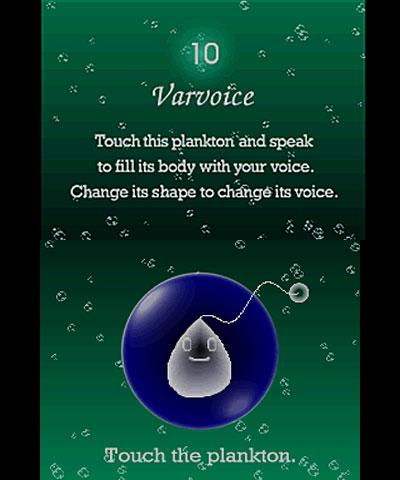 10
Varvoice
Touch this plankton and speak
to fill its body with your voice.
Change its shape to change its voice.
Touch the plankton.